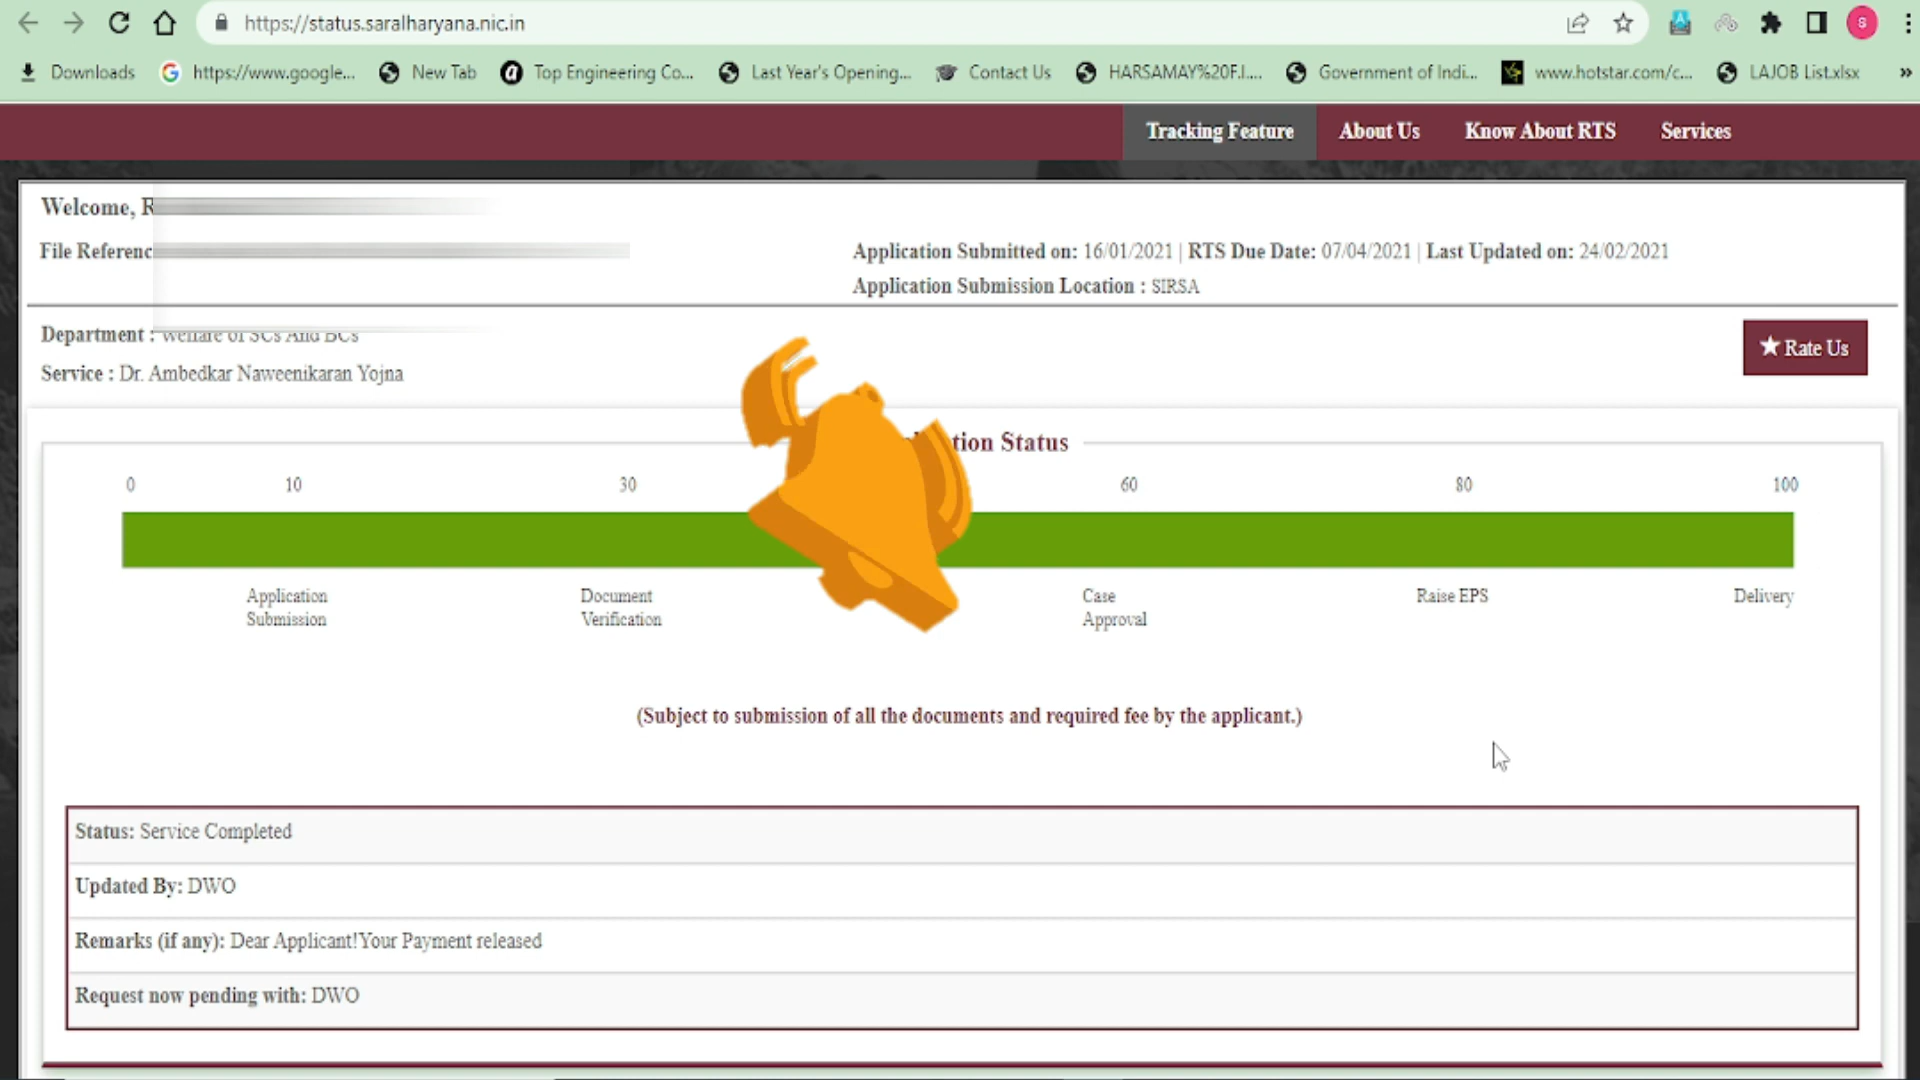 https://status.saralharyana.nic.in
S
Downloads https://www.google... New Tab Top Engineering Co... Last Year's Opening... Contact Us HARSAMAY%20F.I.... Government of Indi... www.hotstar.com/c... LAJOB List.xlsx »
Tracking Feature About Us Know About RTS Services
Welcome, R
File Referenc
Application Submitted on: 16/01/2021 | RTS Due Date: 07/04/2021 | Last Updated on: 24/02/2021
Application Submission Location : SIRSA
Department : Welfare of SCs And BCs
Rate Us
Service : Dr. Ambedkar Naweenikaran Yojna
tion Status
0 10 30 60 80 100
Application Submission
Document Verification
Case Approval
Raise EPS
Delivery
(Subject to submission of all the documents and required fee by the applicant.)
Status: Service Completed
Updated By: DWO
Remarks (if any): Dear Applicant!Your Payment released
Request now pending with: DWO